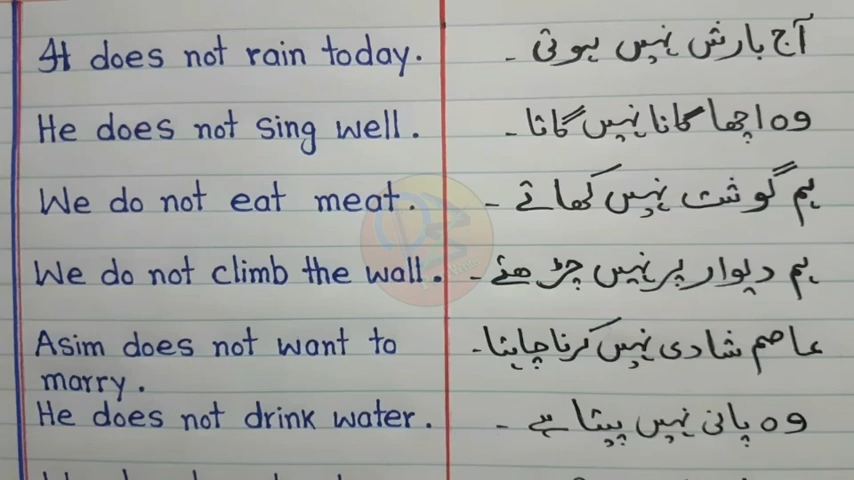 It does not rain today. آج بارش نہیں ہوتی ۔
He does not sing well. وہ اچھا گانا نہیں گاتا۔
We do not eat meat. ہم گوشت نہیں کھاتے ۔
We do not climb the wall. ہم دیوار پر نہیں چڑھتے ۔
Asim does not want to عاصم شادی نہیں کرنا چاہتا۔
marry.
He does not drink water. وہ پانی نہیں پیتا ہے ۔